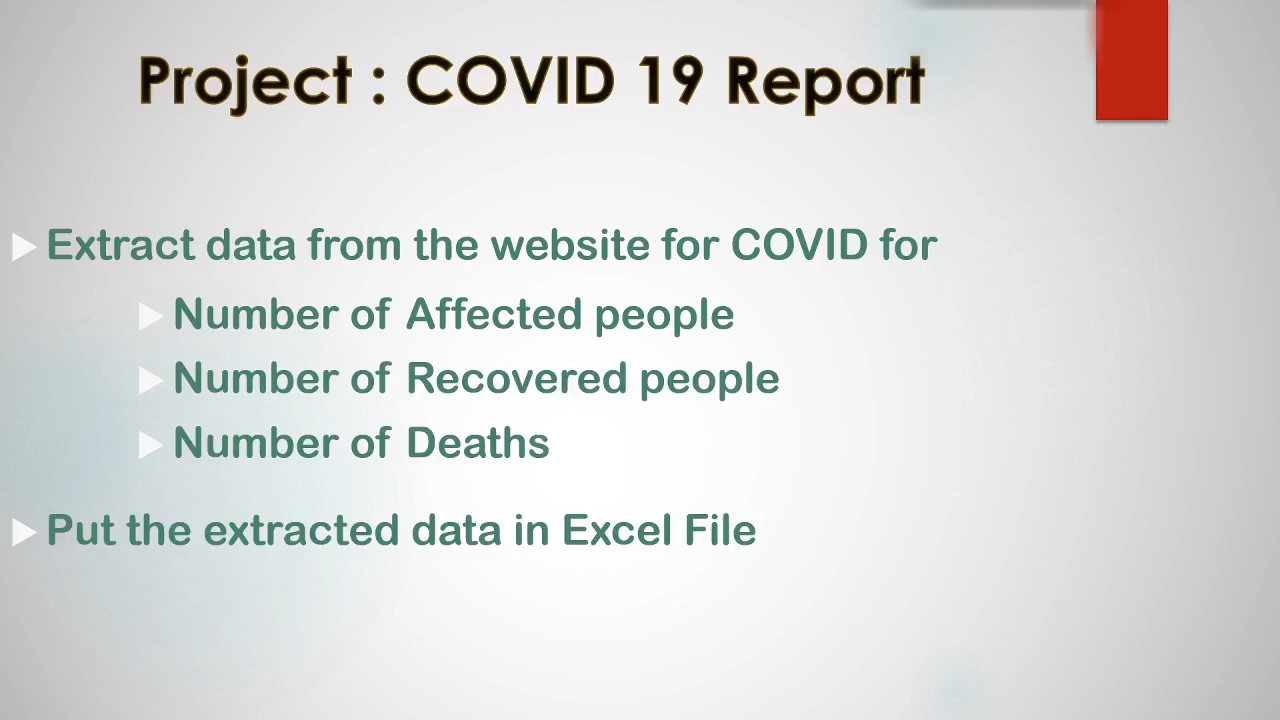 Project : COVID 19 Report
Extract data from the website for COVID for
Number of Affected people
Number of Recovered people
Number of Deaths
Put the extracted data in Excel File